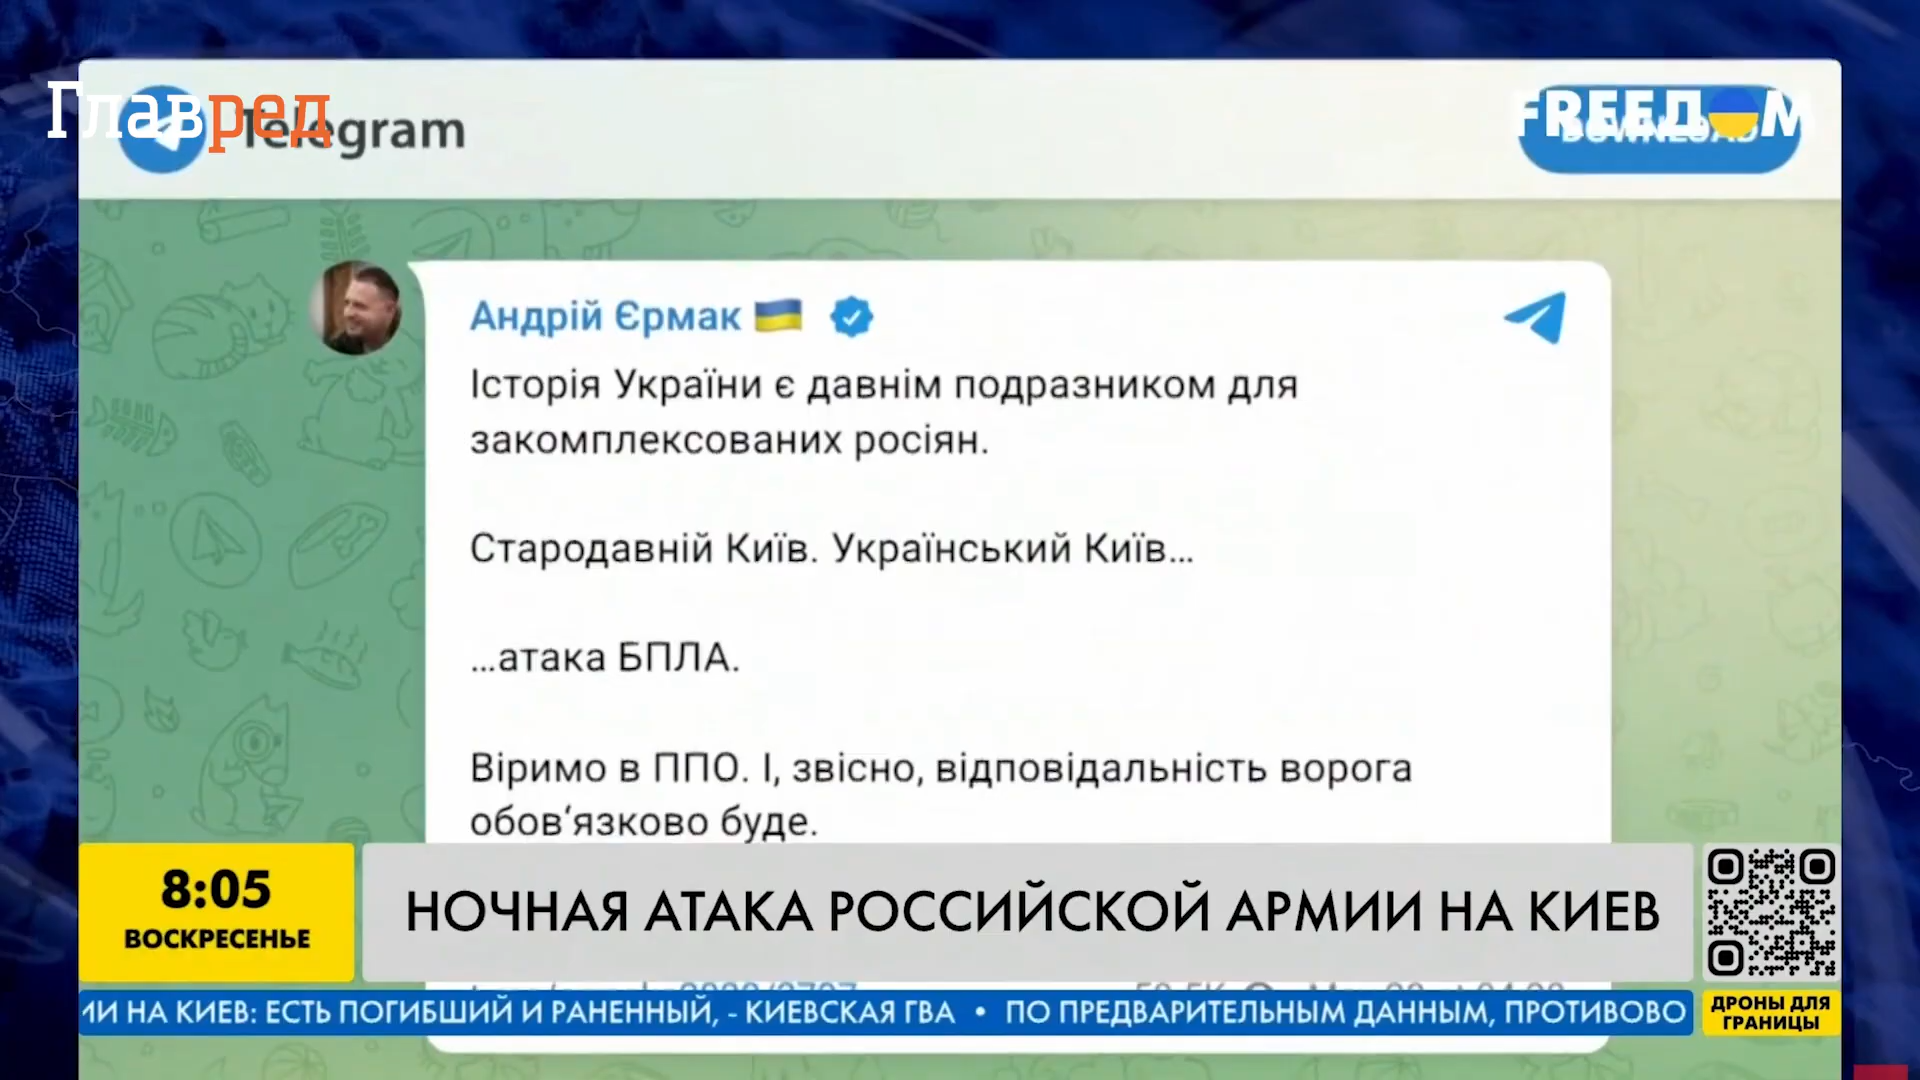 Главред
Telegram
FREEДОМ
DOWNLOAD
Андрій Єрмак
Історія України є давнім подразником для
закомплексованих росіян.
Стародавній Київ. Український Київ...
...атака БПЛА.
Віримо в ППО. І, звісно, відповідальність ворога
обов‘язково буде.
8:05
ВОСКРЕСЕНЬЕ
НОЧНАЯ АТАКА РОССИЙСКОЙ АРМИИ НА КИЕВ
ИИ НА КИЕВ: ЕСТЬ ПОГИБШИЙ И РАНЕННЫЙ, - КИЕВСКАЯ ГВА • ПО ПРЕДВАРИТЕЛЬНЫМ ДАННЫМ, ПРОТИВОВО
ДРОНЫ ДЛЯ
ГРАНИЦЫ